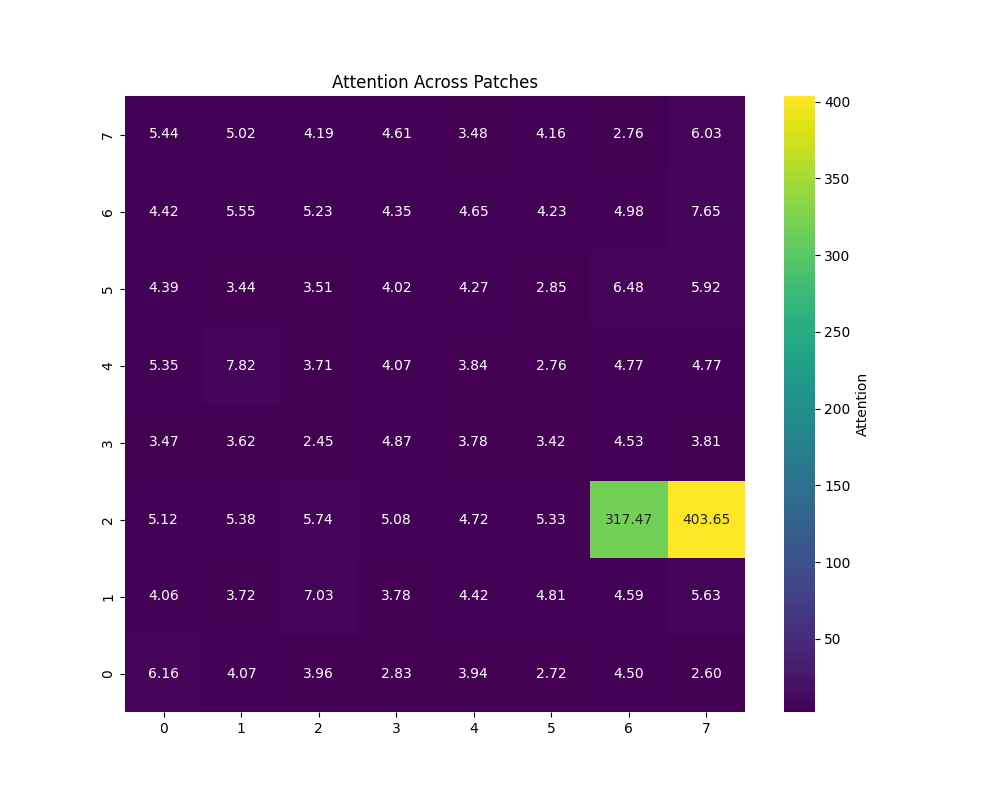 Attention Across Patches
7 5.44 5.02 4.19 4.61 3.48 4.16 2.76 6.03
6 4.42 5.55 5.23 4.35 4.65 4.23 4.98 7.65
5 4.39 3.44 3.51 4.02 4.27 2.85 6.48 5.92
4 5.35 7.82 3.71 4.07 3.84 2.76 4.77 4.77
3 3.47 3.62 2.45 4.87 3.78 3.42 4.53 3.81
2 5.12 5.38 5.74 5.08 4.72 5.33 317.47 403.65
1 4.06 3.72 7.03 3.78 4.42 4.81 4.59 5.63
0 6.16 4.07 3.96 2.83 3.94 2.72 4.50 2.60
0 1 2 3 4 5 6 7
400
350
300
250
200
150
100
50
Attention